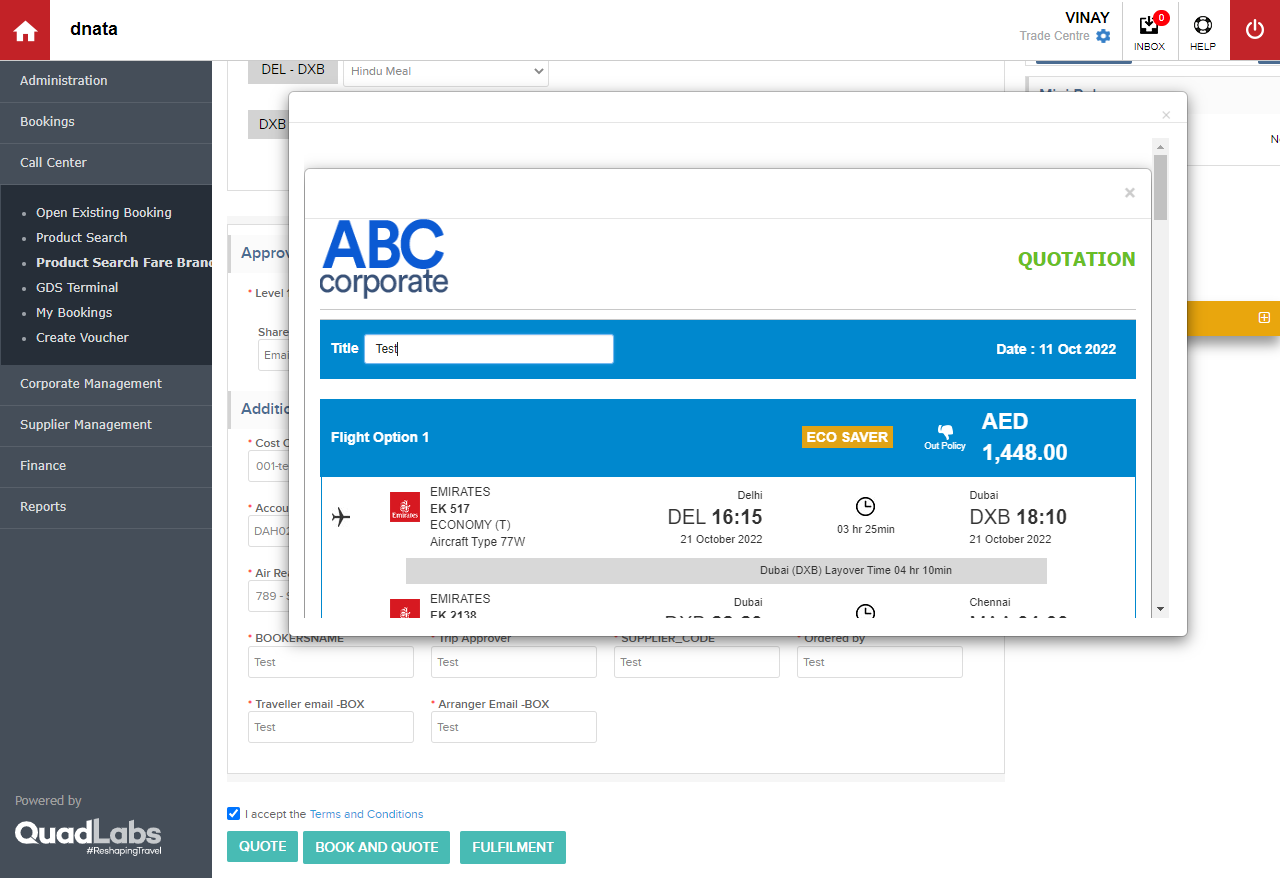 dnata
VINAY
Trade Centre
0
INBOX
HELP
Administration
Bookings
Call Center
Open Existing Booking
Product Search
Product Search Fare Brand
GDS Terminal
My Bookings
Create Voucher
Corporate Management
Supplier Management
Finance
Reports
Powered by
QuadLabs
#ReshapingTravel
DEL - DXB
Hindu Meal
DXB
Approv
* Level 1
Share
Emai
Additio
* Cost C
001-te
* Accou
DAH02
* Air Rea
789 - S
×
×
ABC
corporate
QUOTATION
Title
Test
Date : 11 Oct 2022
Flight Option 1
ECO SAVER
Out Policy
AED
1,448.00
EMIRATES
EK 517
ECONOMY (T)
Aircraft Type 77W
Emirates
Delhi
DEL 16:15
21 October 2022
03 hr 25min
Dubai
DXB 18:10
21 October 2022
Dubai (DXB) Layover Time 04 hr 10min
EMIRATES
EK 2138
Dubai
Chennai
* BOOKERSNAME
* Trip Approver
* SUPPLIER_CODE
* Ordered by
Test
Test
Test
Test
* Traveller email -BOX
* Arranger Email -BOX
Test
Test
I accept the Terms and Conditions
QUOTE
BOOK AND QUOTE
FULFILMENT